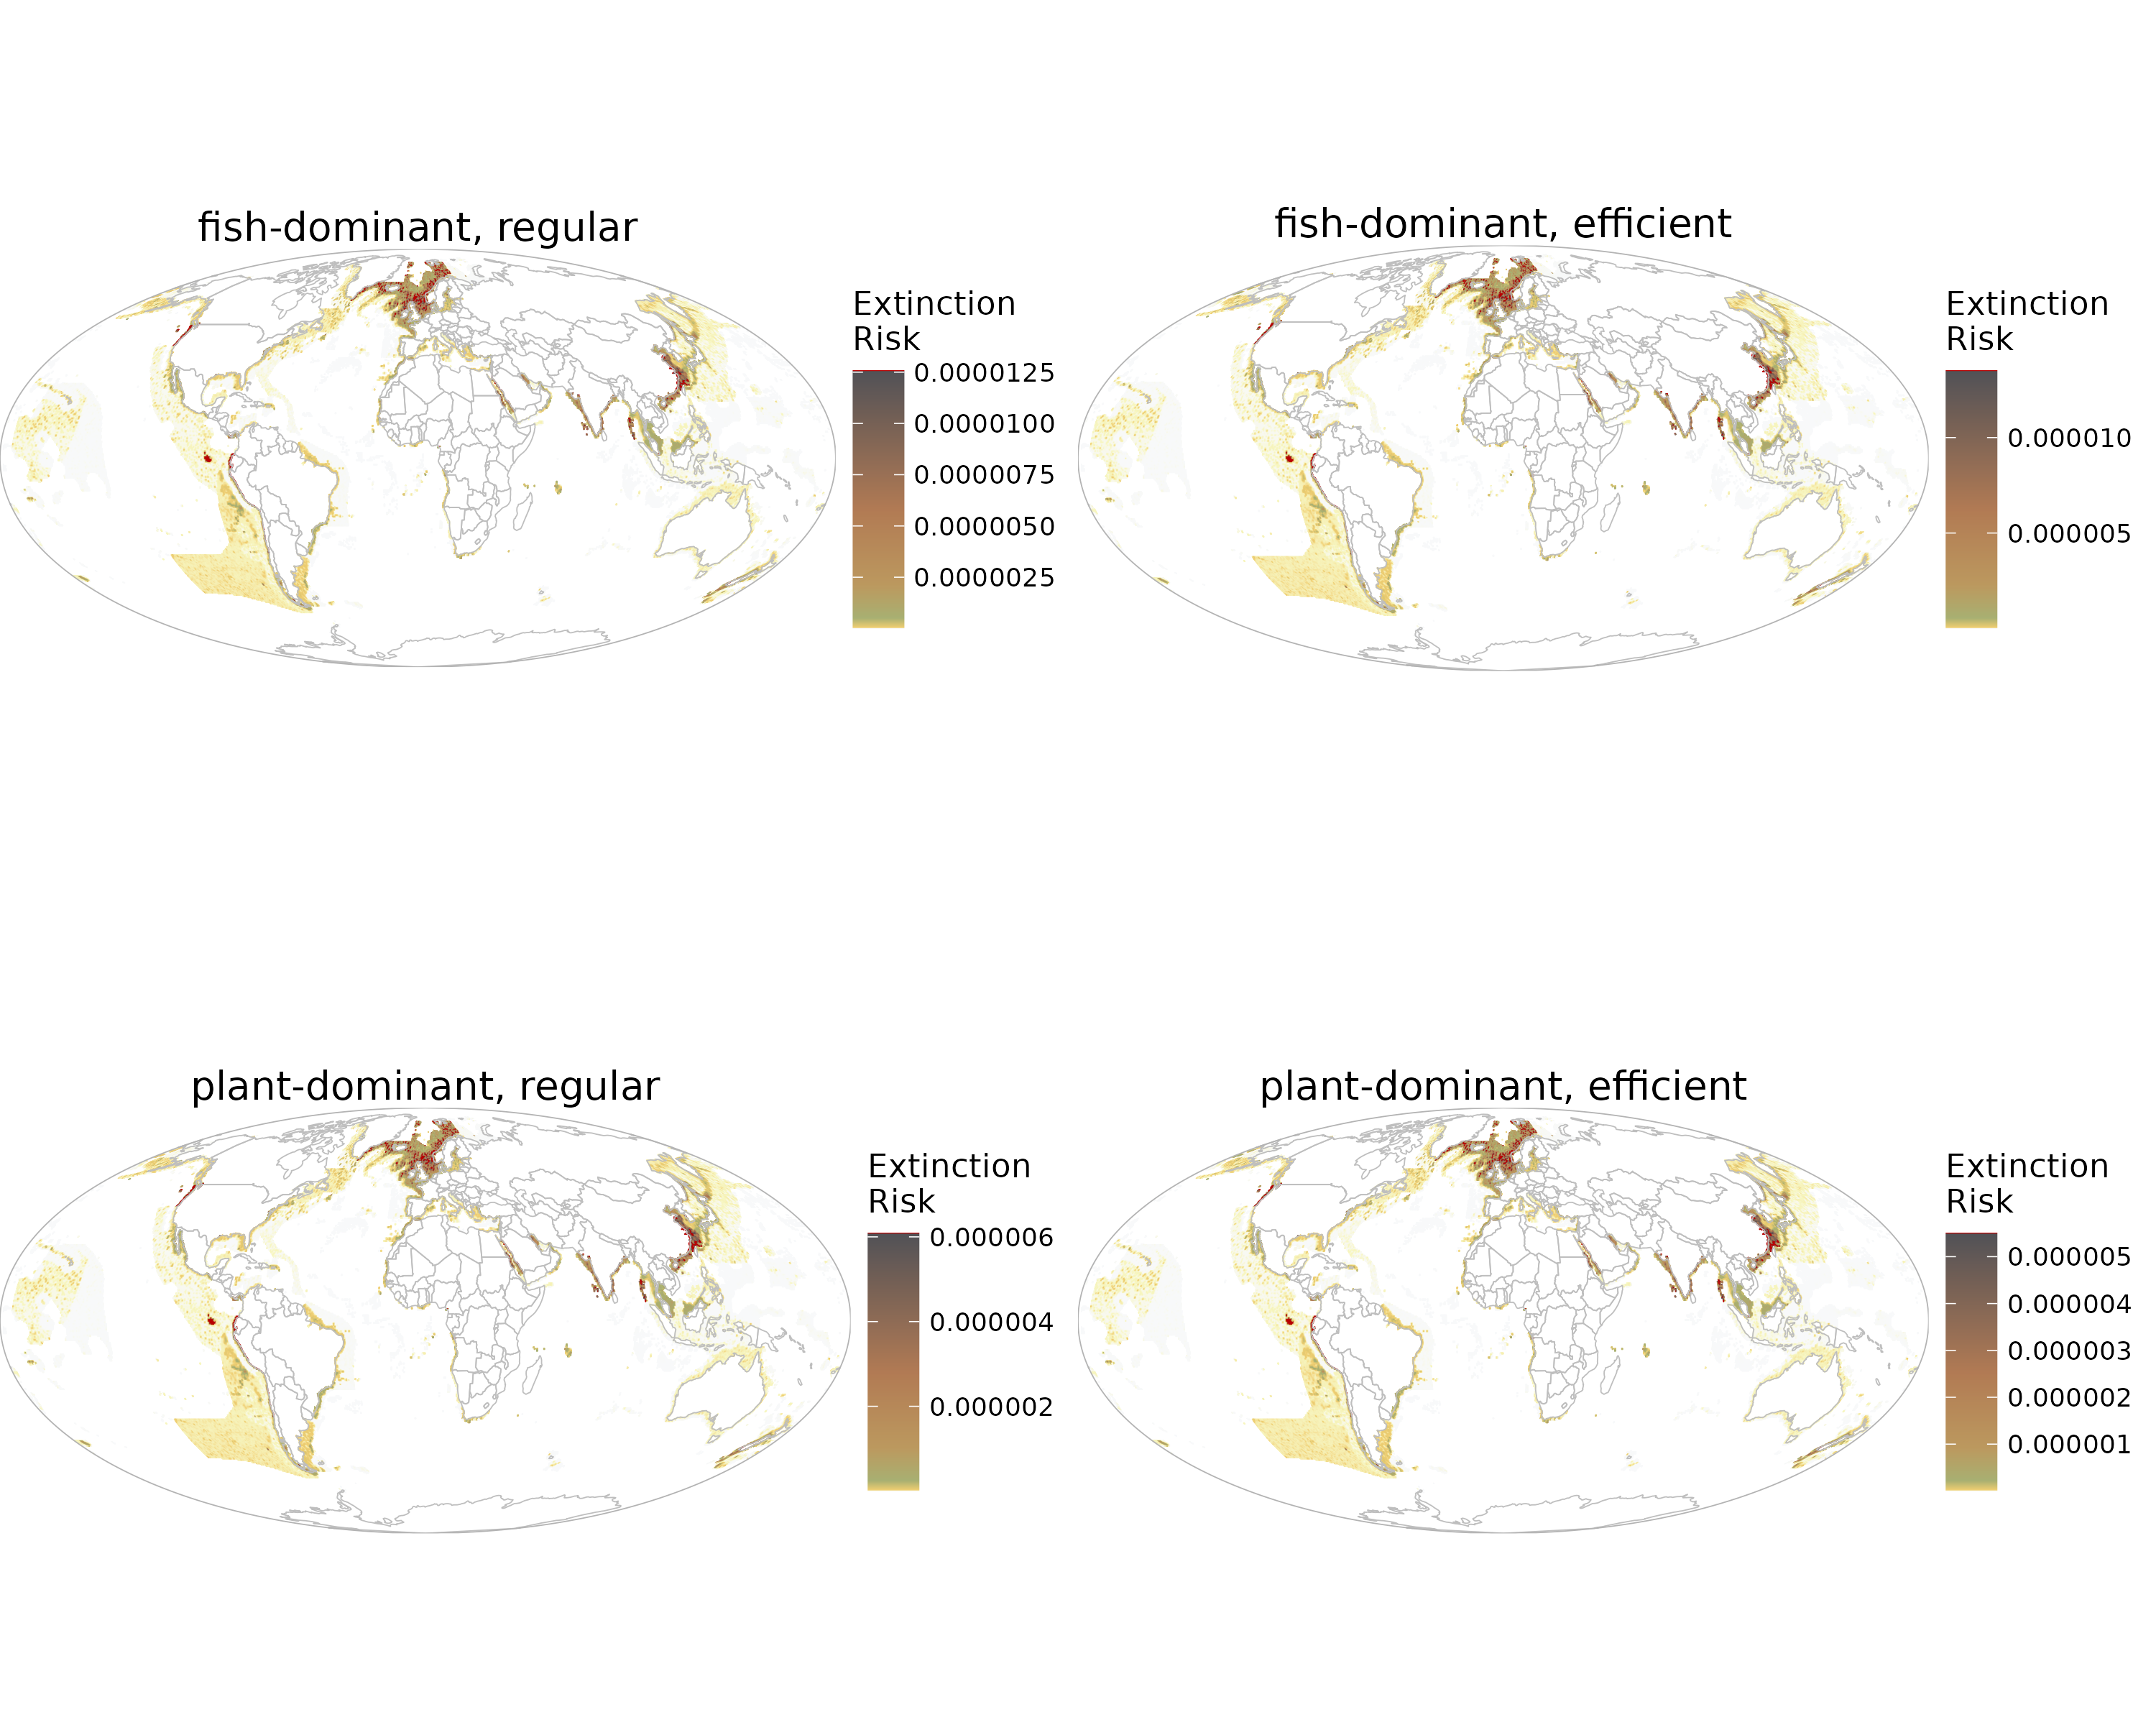 fish-dominant, regular
Extinction
Risk
0.0000125
0.0000100
0.0000075
0.0000050
0.0000025
fish-dominant, efficient
Extinction
Risk
0.000010
0.000005
plant-dominant, regular
Extinction
Risk
0.000006
0.000004
0.000002
plant-dominant, efficient
Extinction
Risk
0.000005
0.000004
0.000003
0.000002
0.000001